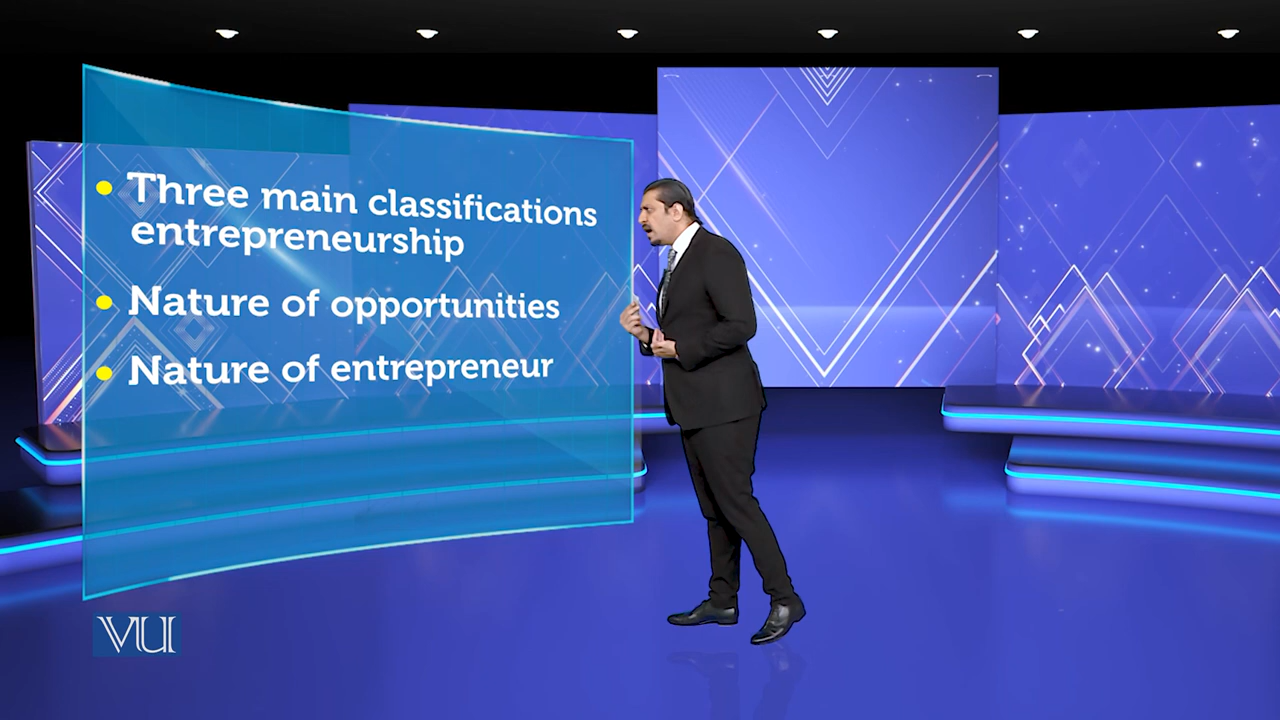 Three main classifications
entrepreneurship
Nature of opportunities
Nature of entrepreneur
VU